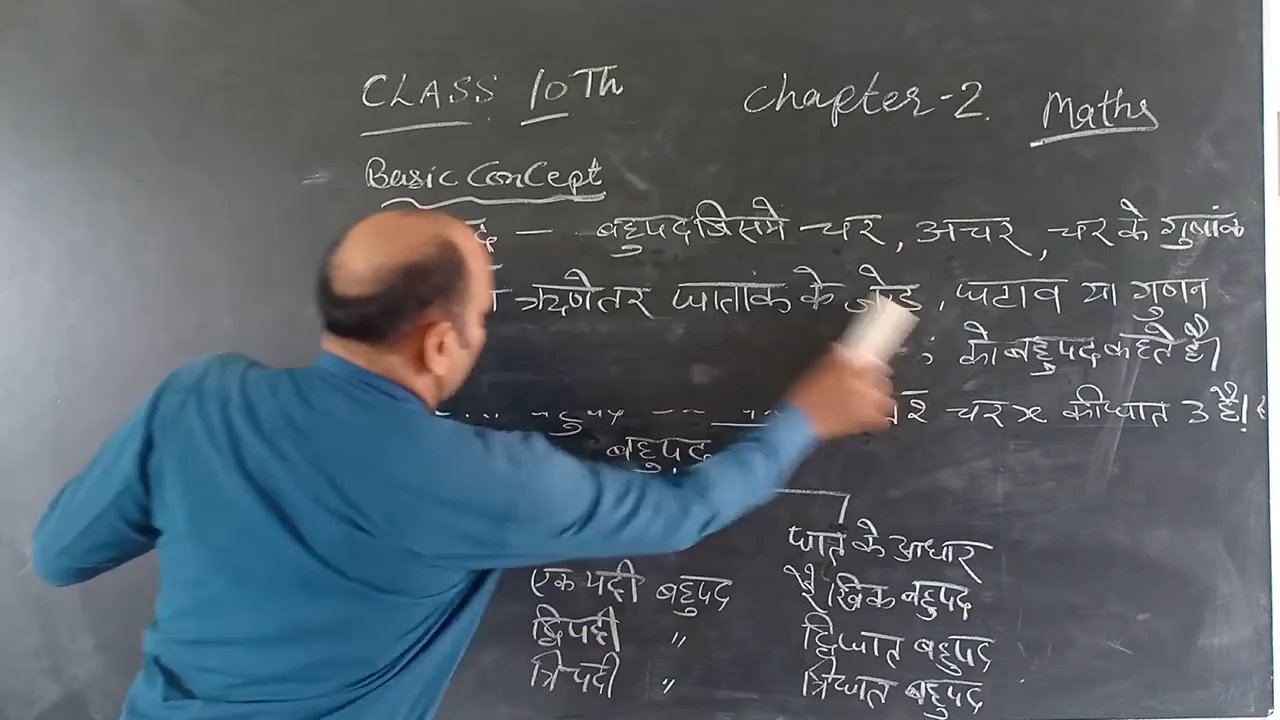 CLASS 10Th Chapter-2. Maths
Basic Concept
— बहुपद जिसमे चर, अचर, चर के गुणांक
ऋणेतर घातांक के जोड, घटाव या गुणन
को बहुपद कहते है।
चर x की घात 3 है।
बहुपद
घात के आधार
एक पदी बहुपद रैखिक बहुपद
द्विपदी " द्विघात बहुपद
त्रिपदी " त्रिघात बहुपद